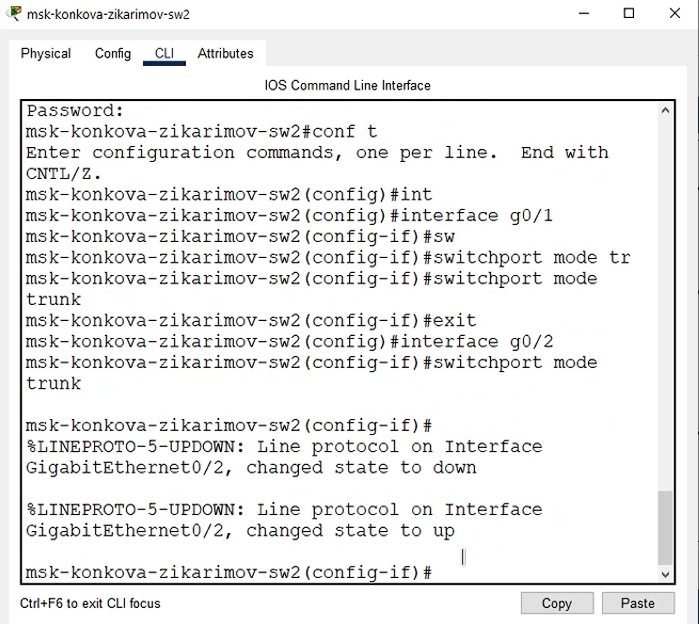 msk-konkova-zikarimov-sw2
Physical Config CLI Attributes
IOS Command Line Interface
Password:
msk-konkova-zikarimov-sw2#conf t
Enter configuration commands, one per line.  End with
CNTL/Z.
msk-konkova-zikarimov-sw2(config)#int
msk-konkova-zikarimov-sw2(config)#interface g0/1
msk-konkova-zikarimov-sw2(config-if)#sw
msk-konkova-zikarimov-sw2(config-if)#switchport mode tr
msk-konkova-zikarimov-sw2(config-if)#switchport mode
trunk
msk-konkova-zikarimov-sw2(config-if)#exit
msk-konkova-zikarimov-sw2(config)#interface g0/2
msk-konkova-zikarimov-sw2(config-if)#switchport mode
trunk
msk-konkova-zikarimov-sw2(config-if)#
%LINEPROTO-5-UPDOWN: Line protocol on Interface
GigabitEthernet0/2, changed state to down
%LINEPROTO-5-UPDOWN: Line protocol on Interface
GigabitEthernet0/2, changed state to up
msk-konkova-zikarimov-sw2(config-if)#
Ctrl+F6 to exit CLI focus
Copy Paste